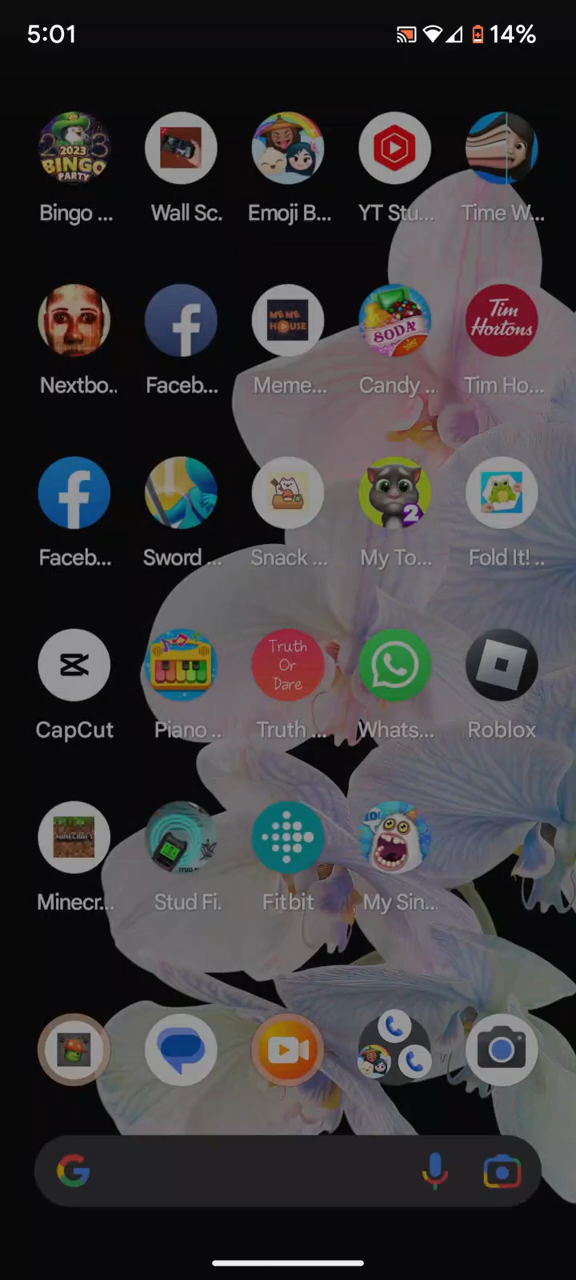 5:01
14%
2023
BINGO
PARTY
Bingo ...
Wall Sc.
Emoji B...
YT Stu...
Time W...
MEME
HOUSE
SODA
Tim
Hortons
Nextbo..
Faceb...
Meme...
Candy ..
Tim Ho...
2
Faceb...
Sword ...
Snack ...
My To...
Fold It! ..
Truth
Or
Dare
CapCut
Piano ..
Truth ...
Whats...
Roblox
Minecr...
Stud Fi.
Fitbit
My Sin...